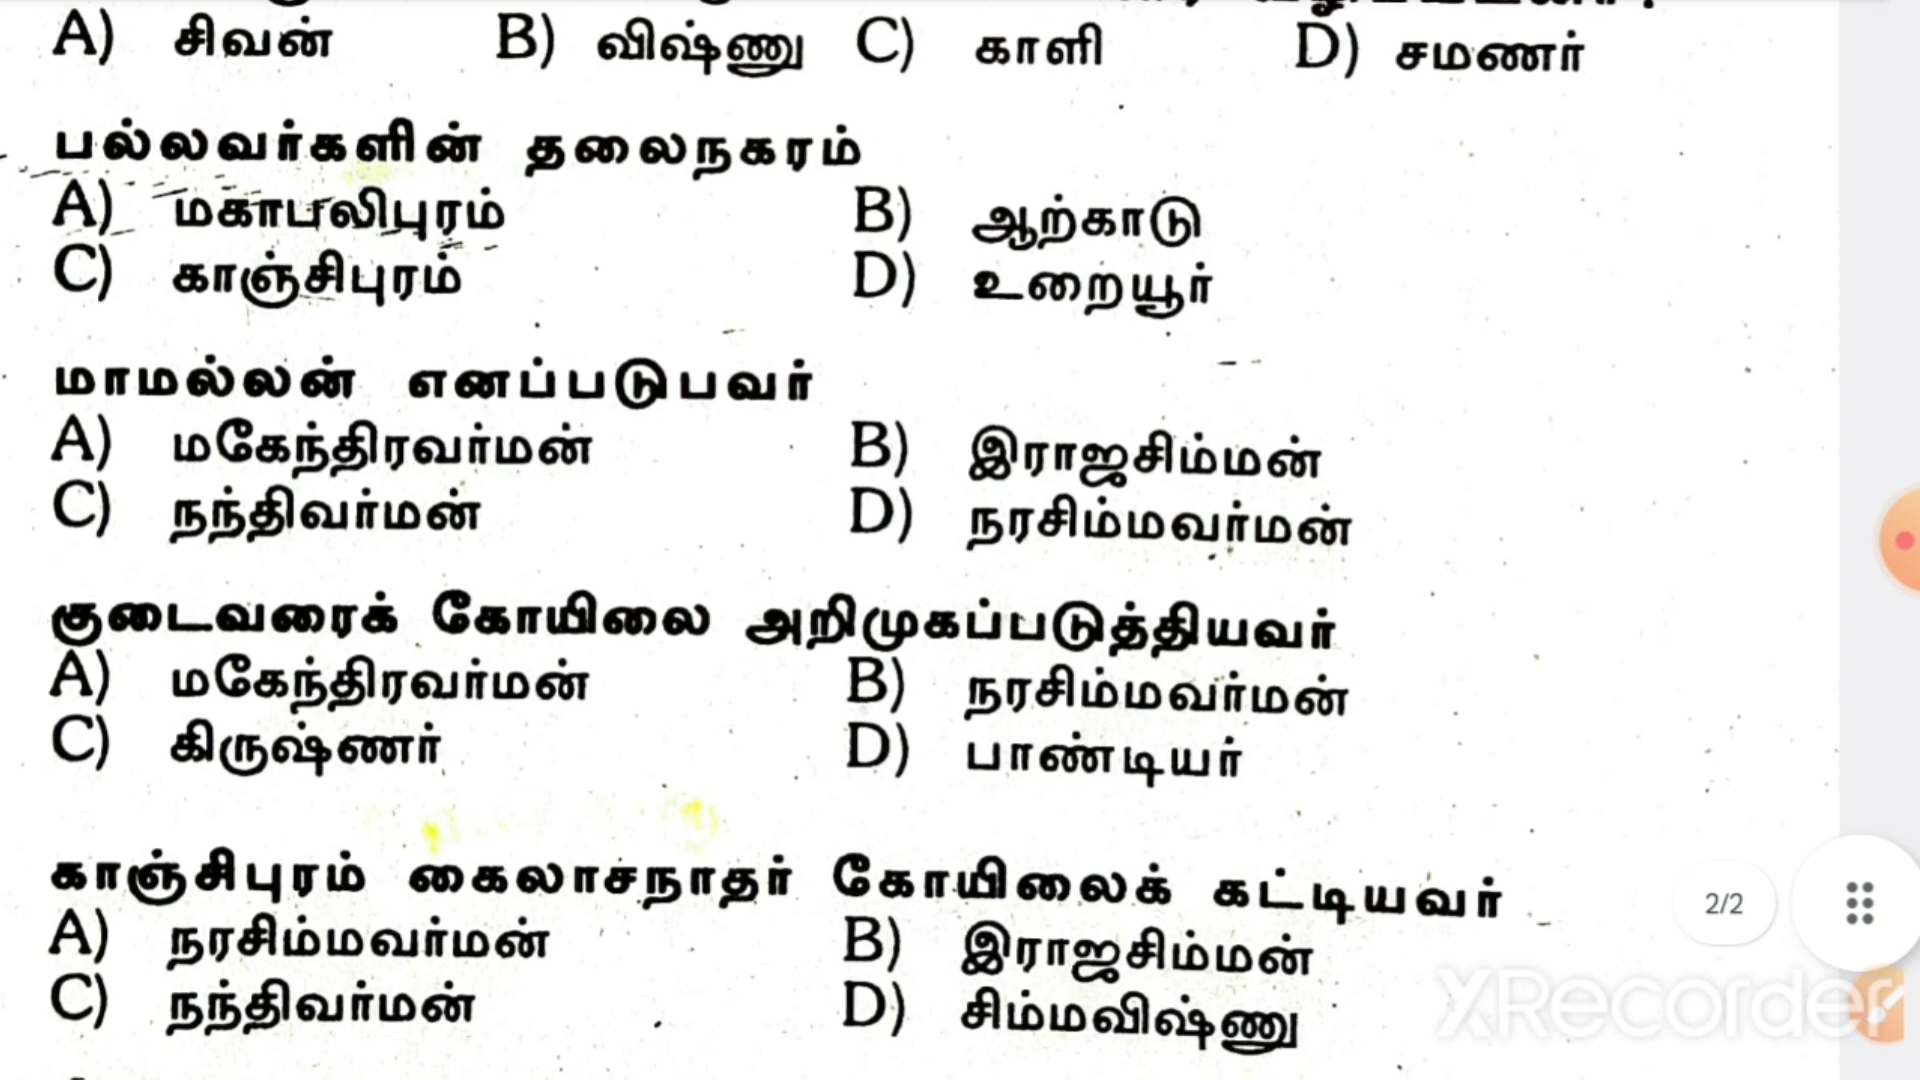 A) சிவன் B) விஷ்ணு C) காளி D) சமணர்
பல்லவர்களின் தலைநகரம்
A) மகாபலிபுரம் B) ஆற்காடு
C) காஞ்சிபுரம் D) உறையூர்
மாமல்லன் எனப்படுபவர்
A) மகேந்திரவர்மன் B) இராஜசிம்மன்
C) நந்திவர்மன் D) நரசிம்மவர்மன்
குடைவரைக் கோயிலை அறிமுகப்படுத்தியவர்
A) மகேந்திரவர்மன் B) நரசிம்மவர்மன்
C) கிருஷ்ணர் D) பாண்டியர்
காஞ்சிபுரம் கைலாசநாதர் கோயிலைக் கட்டியவர்
A) நரசிம்மவர்மன் B) இராஜசிம்மன்
C) நந்திவர்மன் D) சிம்மவிஷ்ணு
2/2
XRecorder